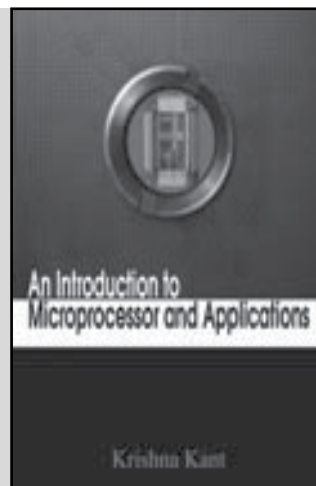 An Introduction to
Microprocessor and Applications
Krishna Kant